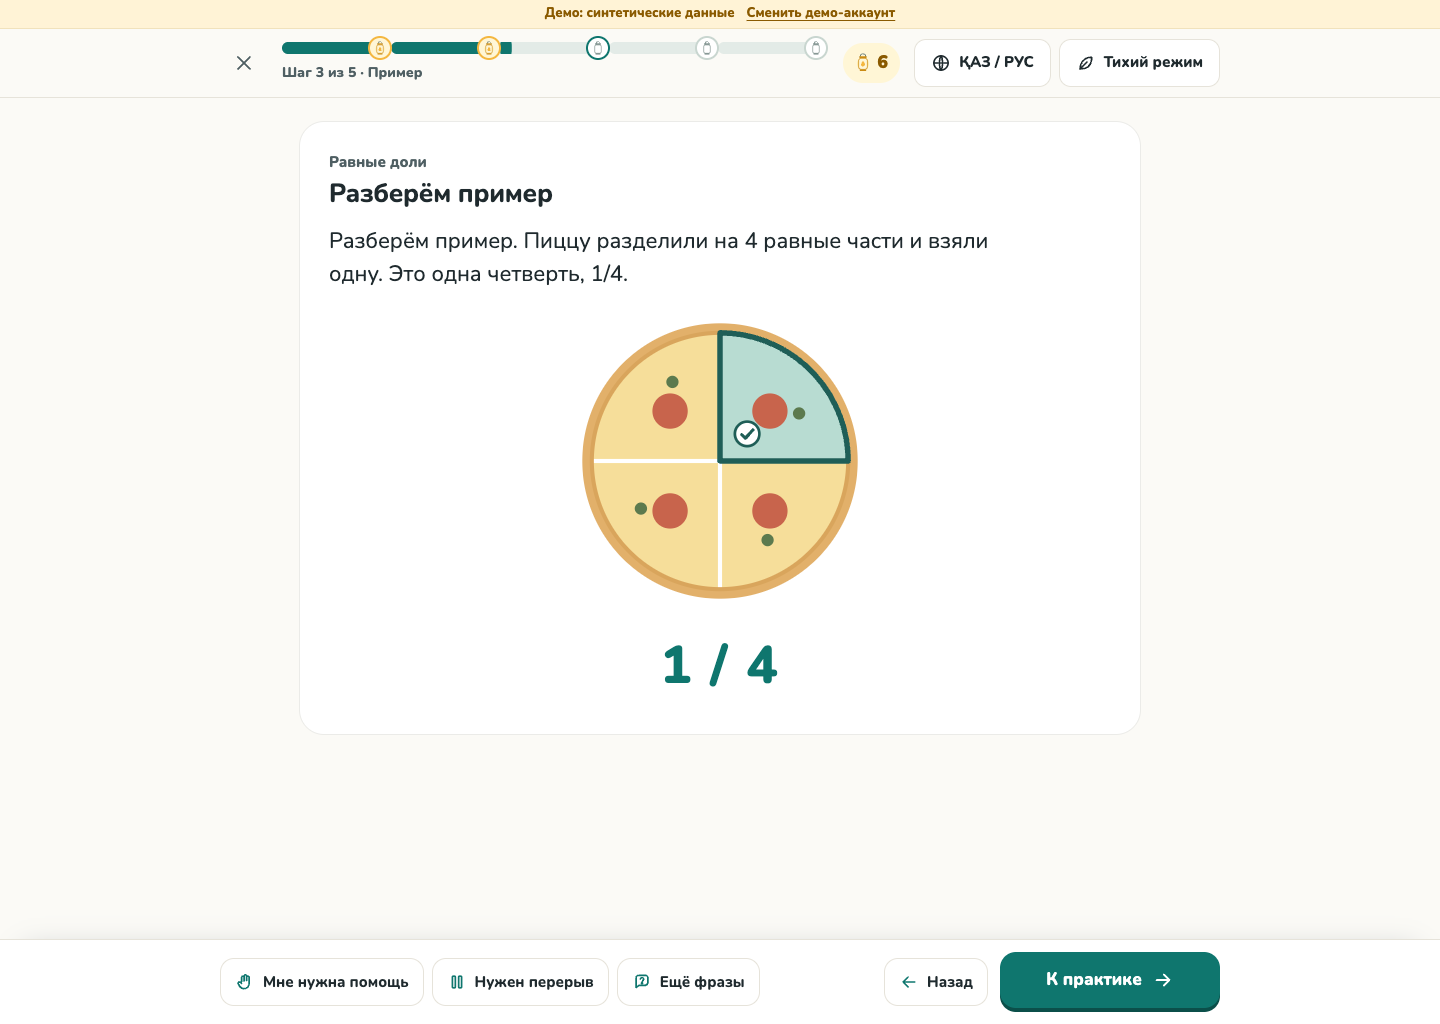 Демо: синтетические данные Сменить демо-аккаунт
Шаг 3 из 5 · Пример
6
ҚАЗ / РУС
Тихий режим
Равные доли
Разберём пример
Разберём пример. Пиццу разделили на 4 равные части и взяли
одну. Это одна четверть, 1/4.
1 / 4
Мне нужна помощь
Нужен перерыв
Ещё фразы
Назад
К практике